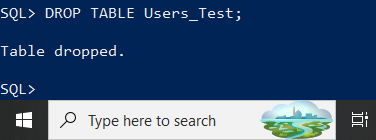 SQL> DROP TABLE Users_Test;
Table dropped.
SQL>
Type here to search